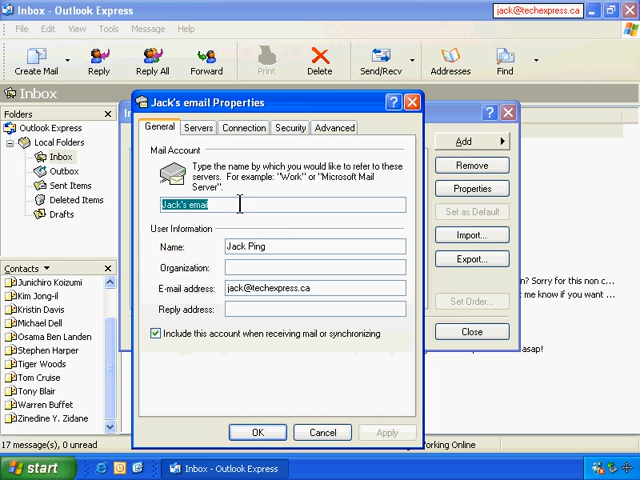 Inbox - Outlook Express
jack@techexpress.ca
File Edit View Tools Message Help
Create Mail Reply Reply All Forward Print Delete Send/Recv Addresses Find
Inbox
Folders
Outlook Express
Local Folders
Inbox
Outbox
Sent Items
Deleted Items
Drafts
Contacts
Junichiro Koizumi
Kim Jong-il
Kristin Davis
Michael Dell
Osama Ben Landen
Stephen Harper
Tiger Woods
Tom Cruise
Tony Blair
Warren Buffet
Zinedine Y. Zidane
Jack's email Properties
General Servers Connection Security Advanced
Mail Account
Type the name by which you would like to refer to these
servers. For example: "Work" or "Microsoft Mail
Server".
Jack's email
User Information
Name: Jack Ping
Organization:
E-mail address: jack@techexpress.ca
Reply address:
Include this account when receiving mail or synchronizing
OK Cancel Apply
Add
Remove
Properties
Set as Default
Import...
Export...
Set Order...
Close
? Sorry for this non c...
me know if you want ...
asap!
17 message(s), 0 unread
Working Online
start
Inbox - Outlook Express